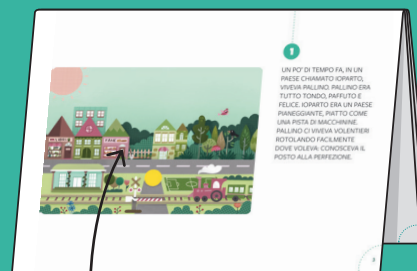 UN PO' DI TEMPO FA, IN UN
PAESE CHIAMATO IOPARTO,
VIVEVA PALLINO. PALLINO ERA
TUTTO TONDO, PAFFUTO E
FELICE. IOPARTO ERA UN PAESE
PIANEGGIANTE, PIATTO COME
UNA PISTA DI MACCHININE.
PALLINO CI VIVEVA VOLENTIERI
ROTOLANDO FACILMENTE
DOVE VOLEVA: CONOSCEVA IL
POSTO ALLA PERFEZIONE.